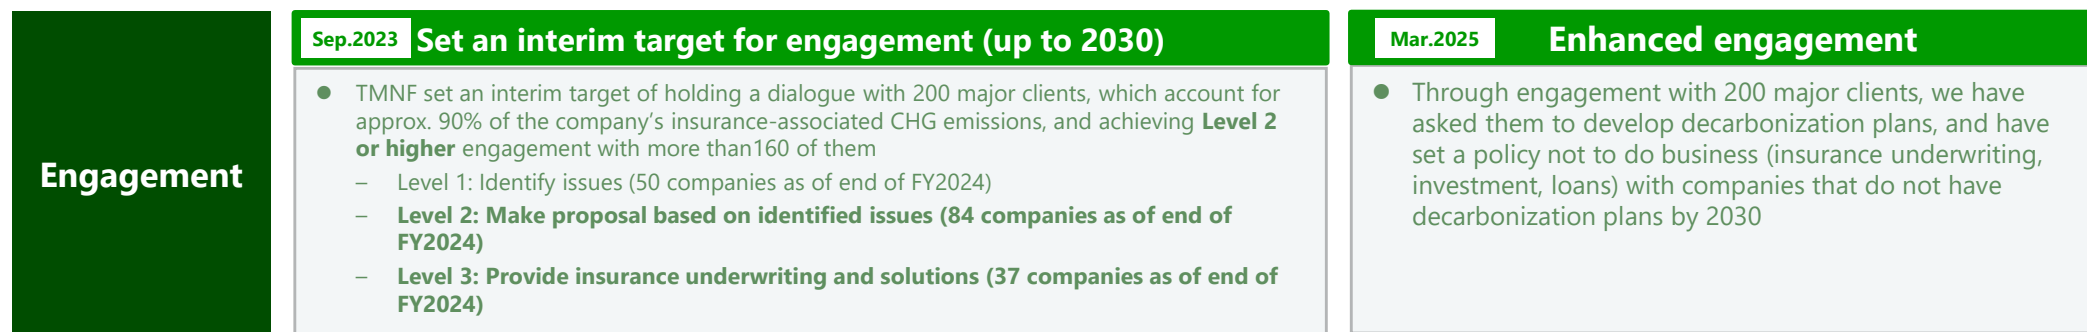 Engagement
Sep.2023 Set an interim target for engagement (up to 2030)
● TMNF set an interim target of holding a dialogue with 200 major clients, which account for
approx. 90% of the company's insurance-associated CHG emissions, and achieving Level 2
or higher engagement with more than160 of them
– Level 1: Identify issues (50 companies as of end of FY2024)
– Level 2: Make proposal based on identified issues (84 companies as of end of
FY2024)
– Level 3: Provide insurance underwriting and solutions (37 companies as of end of
FY2024)
Mar.2025 Enhanced engagement
● Through engagement with 200 major clients, we have
asked them to develop decarbonization plans, and have
set a policy not to do business (insurance underwriting,
investment, loans) with companies that do not have
decarbonization plans by 2030